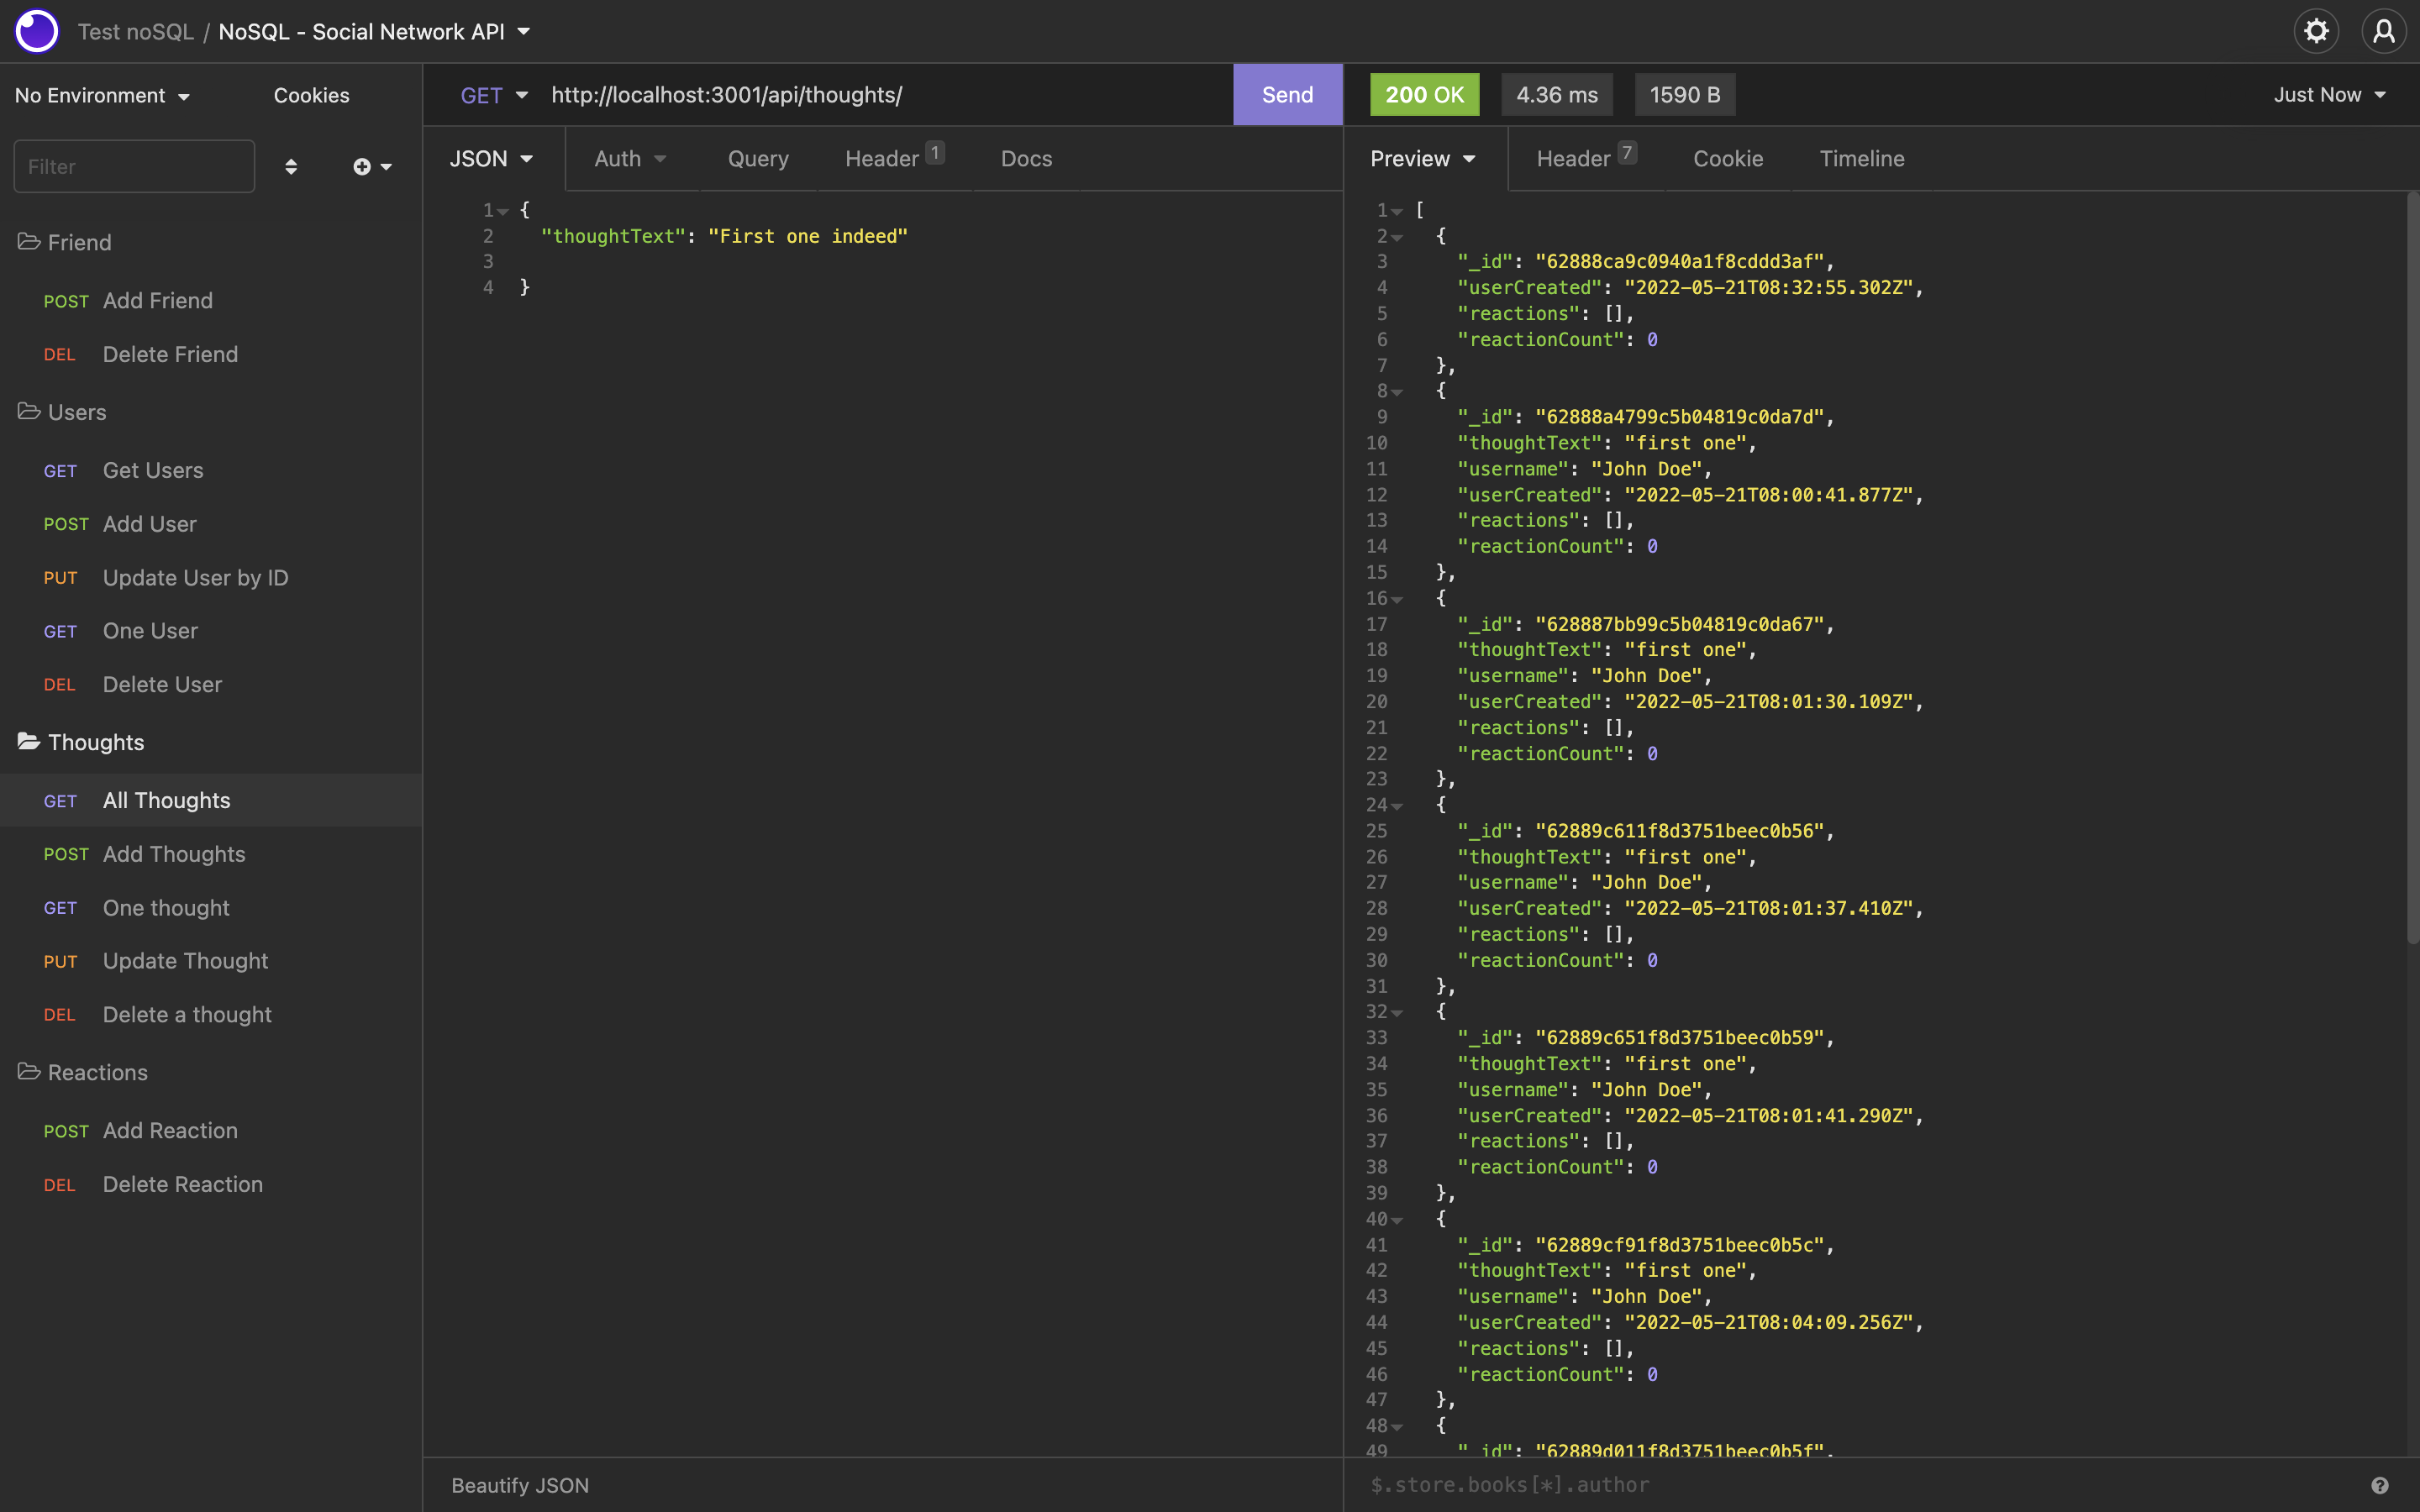 Test noSQL / NoSQL - Social Network API
No Environment
Cookies
Filter
Friend
POST Add Friend
DEL Delete Friend
Users
GET Get Users
POST Add User
PUT Update User by ID
GET One User
DEL Delete User
Thoughts
GET All Thoughts
POST Add Thoughts
GET One thought
PUT Update Thought
DEL Delete a thought
Reactions
POST Add Reaction
DEL Delete Reaction
GET http://localhost:3001/api/thoughts/ Send
JSON Auth Query Header 1 Docs
1 {
2 "thoughtText": "First one indeed"
3
4 }
Beautify JSON
200 OK 4.36 ms 1590 B Just Now
Preview Header 7 Cookie Timeline
1 [
2 {
3 "_id": "62888ca9c0940a1f8cddd3af",
4 "userCreated": "2022-05-21T08:32:55.302Z",
5 "reactions": [],
6 "reactionCount": 0
7 },
8 {
9 "_id": "62888a4799c5b04819c0da7d",
10 "thoughtText": "first one",
11 "username": "John Doe",
12 "userCreated": "2022-05-21T08:00:41.877Z",
13 "reactions": [],
14 "reactionCount": 0
15 },
16 {
17 "_id": "628887bb99c5b04819c0da67",
18 "thoughtText": "first one",
19 "username": "John Doe",
20 "userCreated": "2022-05-21T08:01:30.109Z",
21 "reactions": [],
22 "reactionCount": 0
23 },
24 {
25 "_id": "62889c611f8d3751beec0b56",
26 "thoughtText": "first one",
27 "username": "John Doe",
28 "userCreated": "2022-05-21T08:01:37.410Z",
29 "reactions": [],
30 "reactionCount": 0
31 },
32 {
33 "_id": "62889c651f8d3751beec0b59",
34 "thoughtText": "first one",
35 "username": "John Doe",
36 "userCreated": "2022-05-21T08:01:41.290Z",
37 "reactions": [],
38 "reactionCount": 0
39 },
40 {
41 "_id": "62889cf91f8d3751beec0b5c",
42 "thoughtText": "first one",
43 "username": "John Doe",
44 "userCreated": "2022-05-21T08:04:09.256Z",
45 "reactions": [],
46 "reactionCount": 0
47 },
48 {
49 "_id": "62889d011f8d3751beec0b5f",
$.store.books[*].author